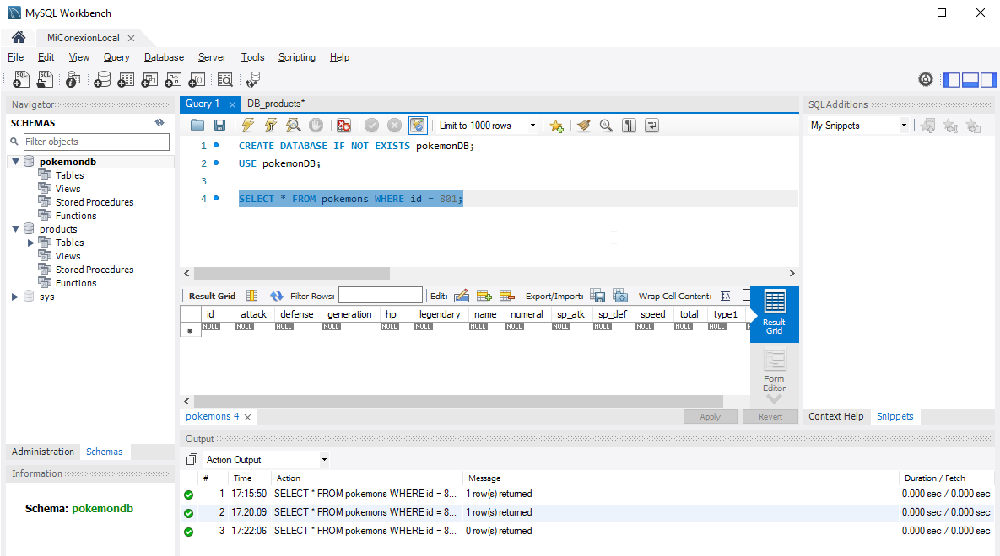 MySQL Workbench
MiConexionLocal
File Edit View Query Database Server Tools Scripting Help
Navigator
SCHEMAS
Filter objects
pokemondb
Tables
Views
Stored Procedures
Functions
products
Tables
Views
Stored Procedures
Functions
sys
Administration Schemas
Information
Schema: pokemondb
Query 1 DB_products*
Limit to 1000 rows
1 CREATE DATABASE IF NOT EXISTS pokemonDB;
2 USE pokemonDB;
3
4 SELECT * FROM pokemons WHERE id = 801;
Result Grid Filter Rows: Edit: Export/Import: Wrap Cell Content:
id attack defense generation hp legendary name numeral sp_atk sp_def speed total type1
NULL NULL NULL NULL NULL NULL NULL NULL NULL NULL NULL NULL NULL
Result
Grid
Form
Editor
pokemons 4 Apply Revert
SQLAdditions
My Snippets
Context Help Snippets
Output
Action Output
# Time Action Message Duration / Fetch
1 17:15:50 SELECT * FROM pokemons WHERE id = 8... 1 row(s) returned 0.000 sec / 0.000 sec
2 17:20:09 SELECT * FROM pokemons WHERE id = 8... 1 row(s) returned 0.000 sec / 0.000 sec
3 17:22:06 SELECT * FROM pokemons WHERE id = 8... 0 row(s) returned 0.000 sec / 0.000 sec